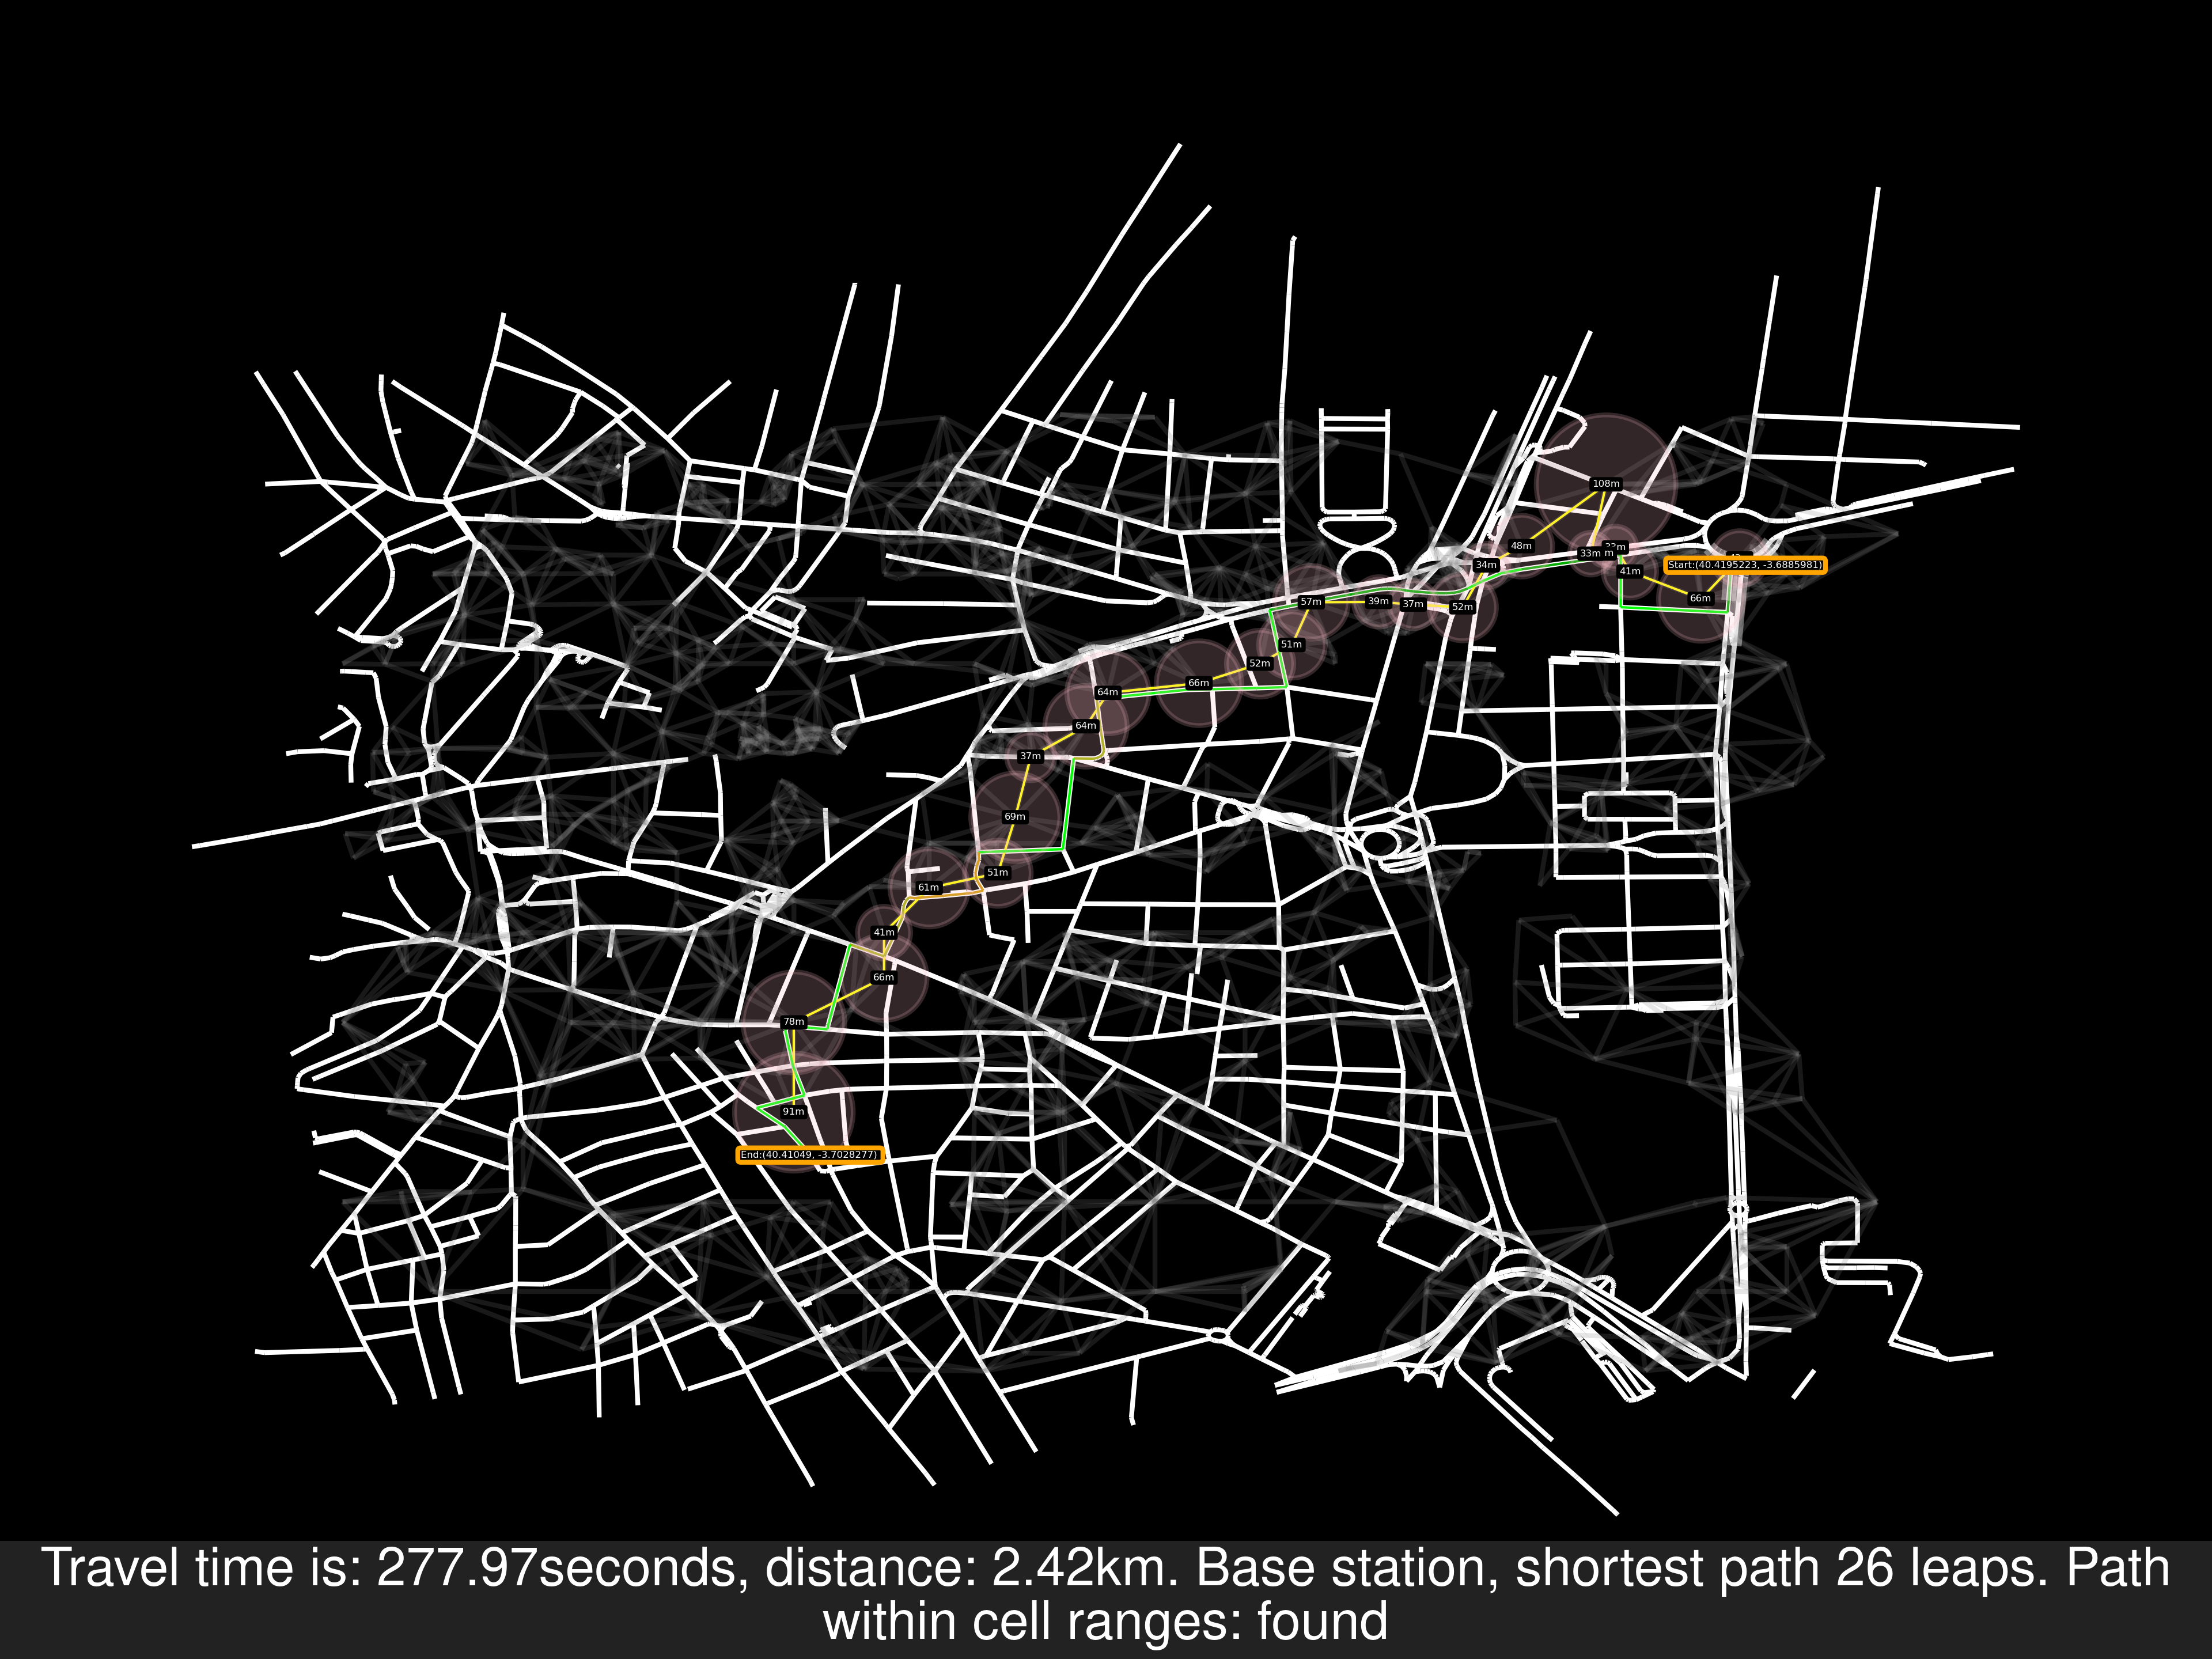 108m
48m
33m
33m
m
34m
Start:(40.4195223, -3.6885981)
41m
66m
57m
39m
37m
52m
51m
52m
66m
64m
64m
37m
69m
51m
61m
41m
66m
78m
91m
End:(40.41049, -3.7028277)
Travel time is: 277.97seconds, distance: 2.42km. Base station, shortest path 26 leaps. Path
within cell ranges: found